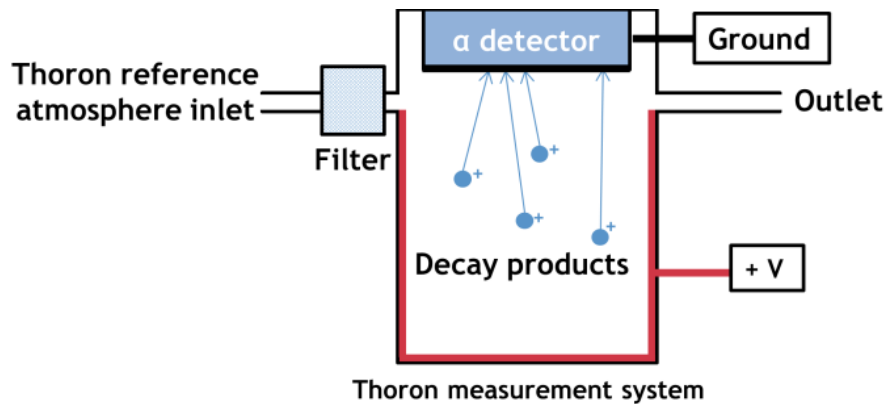 α detector
Ground
Thoron reference
atmosphere inlet
Outlet
Filter
+
+
+
+
Decay products
+ V
Thoron measurement system